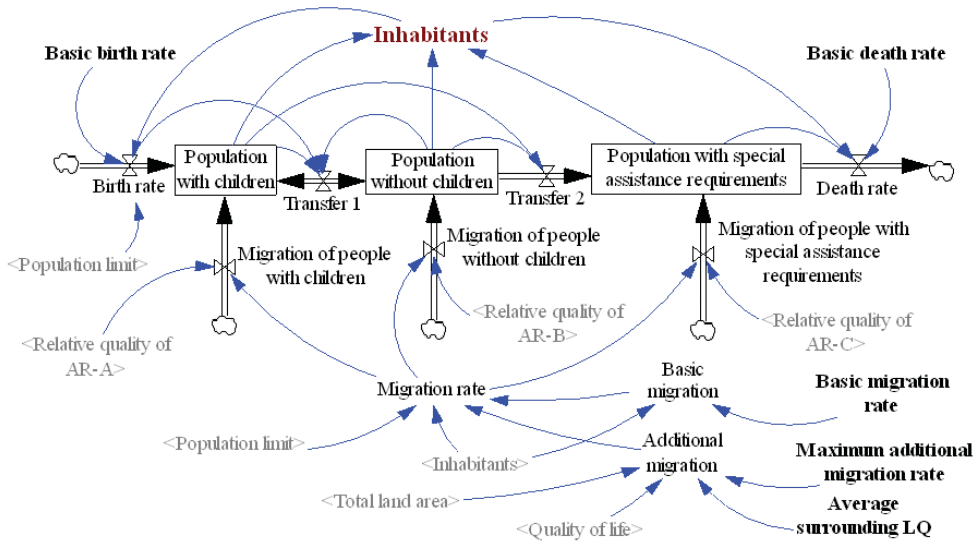 Inhabitants
Basic birth rate
Basic death rate
Population
with children
Population
without children
Population with special
assistance requirements
Birth rate
Transfer 1
Transfer 2
Death rate
<Population limit>
Migration of people
with children
Migration of people
without children
Migration of people with
special assistance
requirements
<Relative quality of
AR-A>
<Relative quality of
AR-B>
<Relative quality of
AR-C>
Migration rate
Basic
migration
Basic migration
rate
<Population limit>
<Inhabitants>
Additional
migration
Maximum additional
migration rate
<Total land area>
<Quality of life>
Average
surrounding LQ